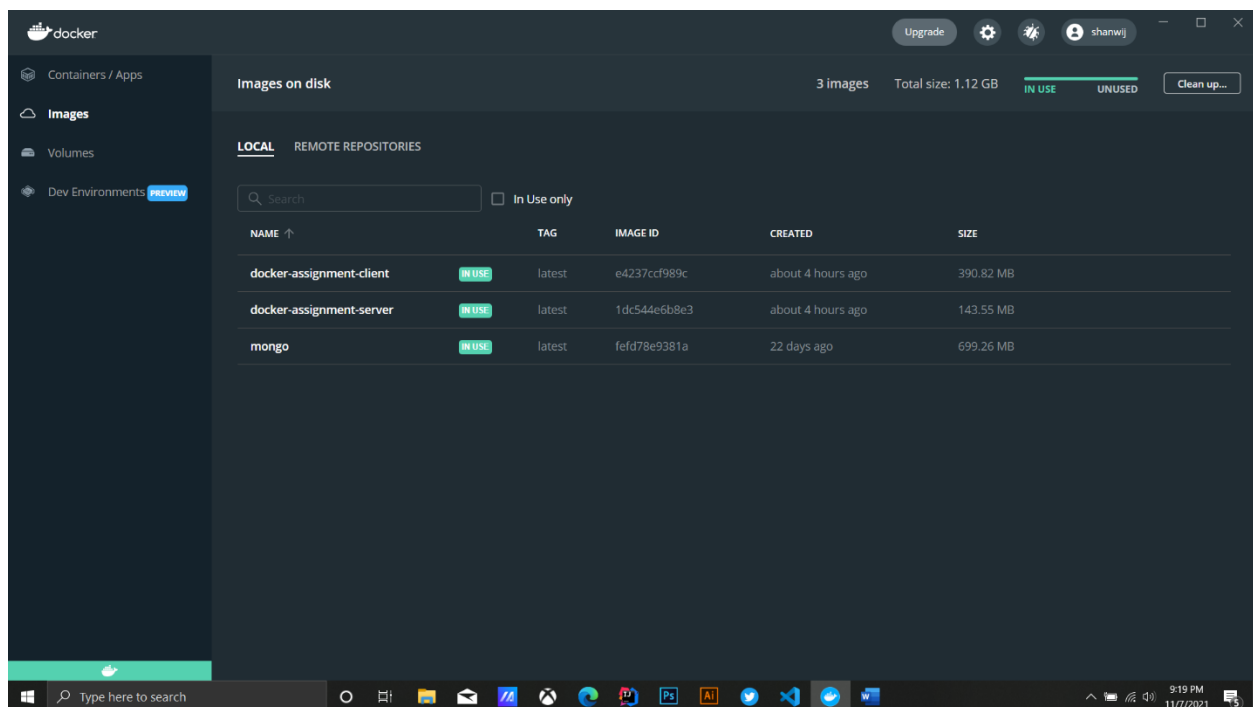 docker
Upgrade
shanwij
Containers / Apps
Images
Volumes
Dev Environments PREVIEW
Images on disk
3 images Total size: 1.12 GB IN USE UNUSED Clean up...
LOCAL REMOTE REPOSITORIES
Search In Use only
NAME TAG IMAGE ID CREATED SIZE
docker-assignment-client IN USE latest e4237ccf989c about 4 hours ago 390.82 MB
docker-assignment-server IN USE latest 1dc544e6b8e3 about 4 hours ago 143.55 MB
mongo IN USE latest fefd78e9381a 22 days ago 699.26 MB
Type here to search
Ps Ai
9:19 PM
11/7/2021
5